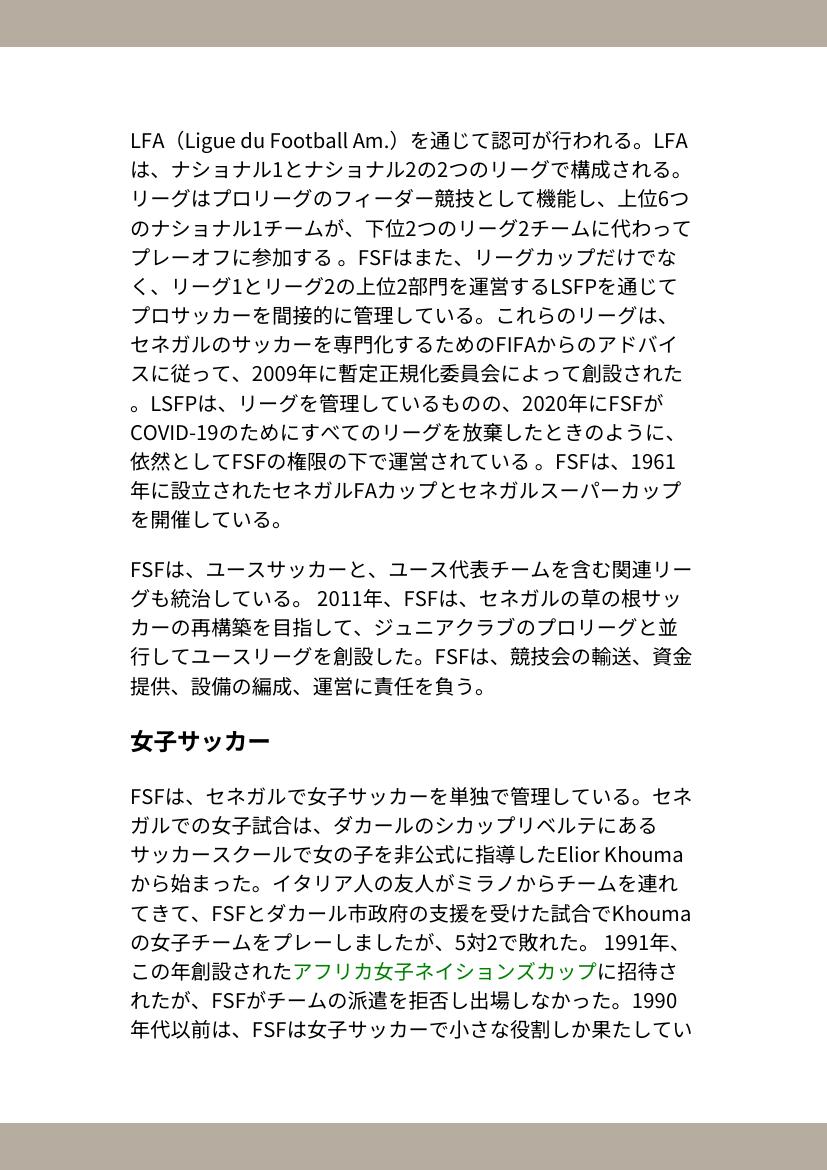 LFA（Ligue du Football Am.）を通じて認可が行われる。LFA
は、ナショナル1とナショナル2の2つのリーグで構成される。
リーグはプロリーグのフィーダー競技として機能し、上位6つ
のナショナル1チームが、下位2つのリーグ2チームに代わって
プレーオフに参加する 。FSFはまた、リーグカップだけでな
く、リーグ1とリーグ2の上位2部門を運営するLSFPを通じて
プロサッカーを間接的に管理している。これらのリーグは、
セネガルのサッカーを専門化するためのFIFAからのアドバイ
スに従って、2009年に暫定正規化委員会によって創設された
。LSFPは、リーグを管理しているものの、2020年にFSFが
COVID-19のためにすべてのリーグを放棄したときのように、
依然としてFSFの権限の下で運営されている 。FSFは、1961
年に設立されたセネガルFAカップとセネガルスーパーカップ
を開催している。
FSFは、ユースサッカーと、ユース代表チームを含む関連リー
グも統治している。 2011年、FSFは、セネガルの草の根サッ
カーの再構築を目指して、ジュニアクラブのプロリーグと並
行してユースリーグを創設した。FSFは、競技会の輸送、資金
提供、設備の編成、運営に責任を負う。
女子サッカー
FSFは、セネガルで女子サッカーを単独で管理している。セネ
ガルでの女子試合は、ダカールのシカップリベルテにある
サッカースクールで女の子を非公式に指導したElior Khouma
から始まった。イタリア人の友人がミラノからチームを連れ
てきて、FSFとダカール市政府の支援を受けた試合でKhouma
の女子チームをプレーしましたが、5対2で敗れた。 1991年、
この年創設されたアフリカ女子ネイションズカップに招待さ
れたが、FSFがチームの派遣を拒否し出場しなかった。1990
年代以前は、FSFは女子サッカーで小さな役割しか果たしてい